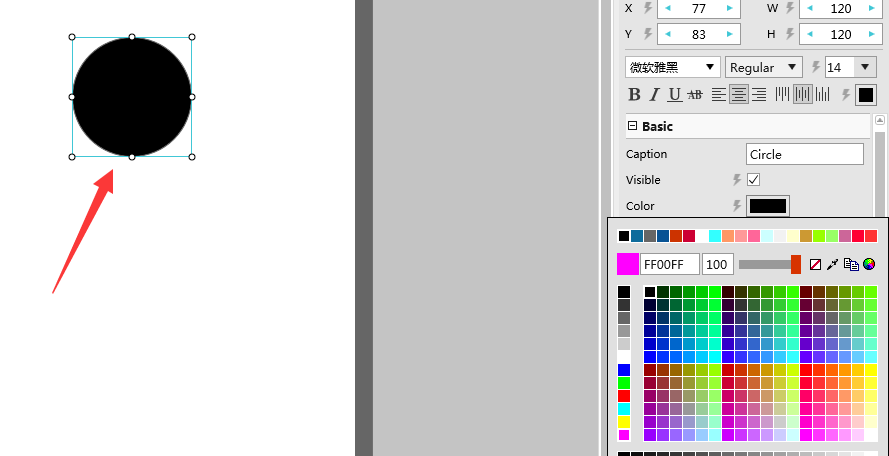 X 77 W 120
Y 83 H 120
微软雅黑 Regular 14
B I U AB
Basic
Caption Circle
Visible
Color
FF00FF 100